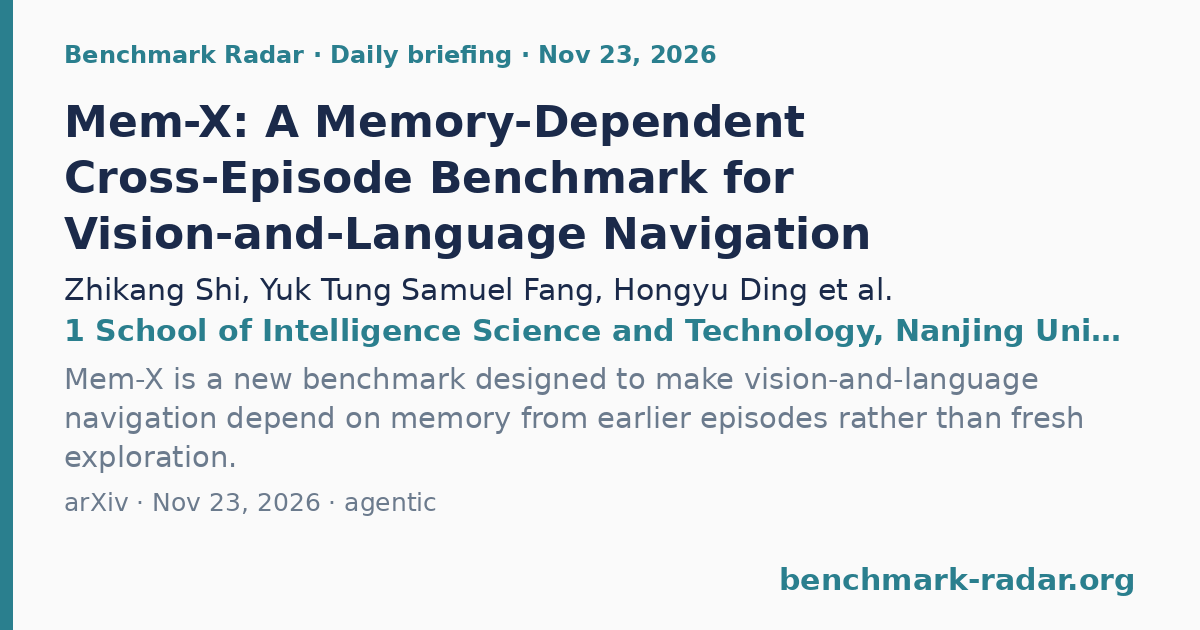 Benchmark Radar · Daily briefing · Nov 23, 2026
Mem-X: A Memory-Dependent
Cross-Episode Benchmark for
Vision-and-Language Navigation
Zhikang Shi, Yuk Tung Samuel Fang, Hongyu Ding et al.
1 School of Intelligence Science and Technology, Nanjing Uni…
Mem-X is a new benchmark designed to make vision-and-language
navigation depend on memory from earlier episodes rather than fresh
exploration.
arXiv · Nov 23, 2026 · agentic
benchmark-radar.org